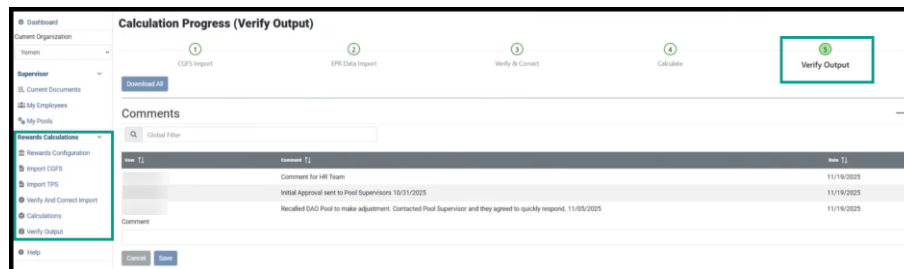 Dashboard
Current Organization
Yemen
Supervisor
Current Documents
My Employees
My Pools
Rewards Calculations
Rewards Configuration
Import CGFS
Import TPS
Verify And Correct Import
Calculations
Verify Output
Help
Calculation Progress (Verify Output)
1
2
3
4
5
CGFS Import
EPR Data Import
Verify & Correct
Calculate
Verify Output
Download All
Comments
Global Filter
User
Comment
Date
Comment for HR Team 11/19/2025
Initial Approval sent to Pool Supervisors 10/31/2025 11/19/2025
Recalled DAO Pool to make adjustment. Contacted Pool Supervisor and they agreed to quickly respond. 11/05/2025 11/19/2025
Comment
Cancel
Save